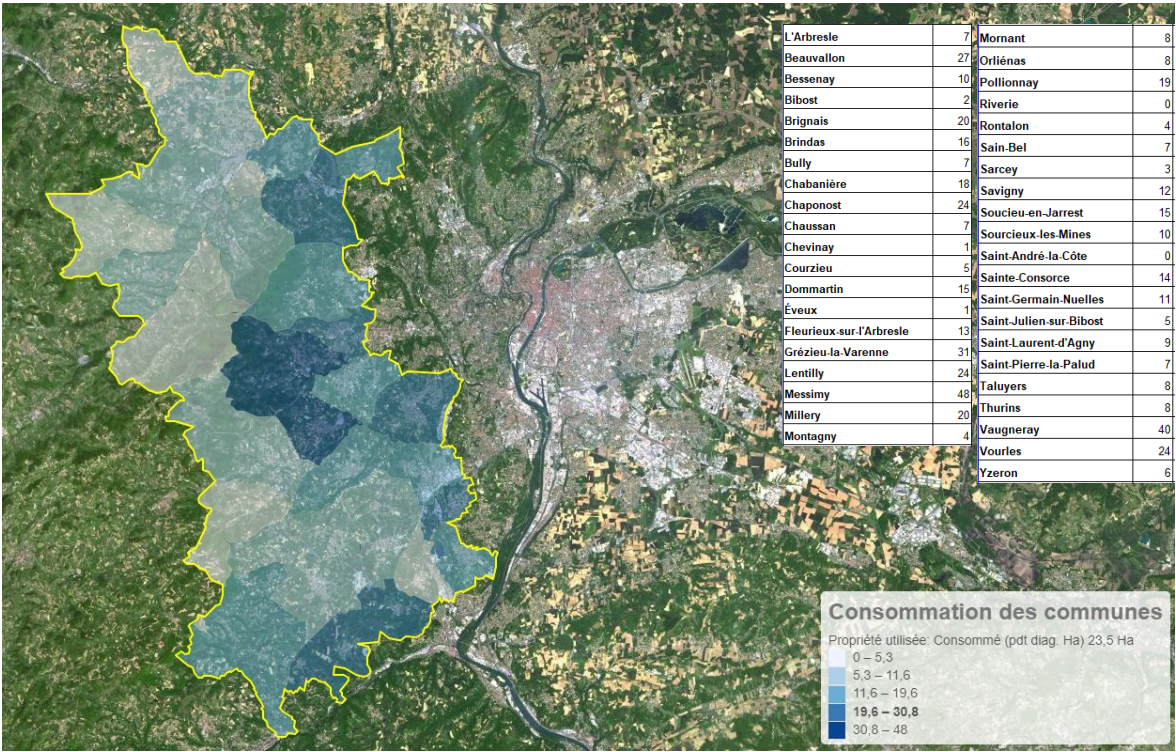 L'Arbresle 7
Beauvallon 27
Bessenay 10
Bibost 2
Brignais 20
Brindas 16
Bully 7
Chabanière 18
Chaponost 24
Chaussan 7
Chevinay 1
Courzieu 5
Dommartin 15
Éveux 1
Fleurieux-sur-l'Arbresle 13
Grézieu-la-Varenne 31
Lentilly 24
Messimy 48
Millery 20
Montagny 4
Mornant 8
Orliénas 8
Pollionnay 19
Riverie 0
Rontalon 4
Sain-Bel 7
Sarcey 3
Savigny 12
Soucieu-en-Jarrest 15
Sourcieux-les-Mines 10
Saint-André-la-Côte 0
Sainte-Consorce 14
Saint-Germain-Nuelles 11
Saint-Julien-sur-Bibost 5
Saint-Laurent-d'Agny 9
Saint-Pierre-la-Palud 7
Taluyers 8
Thurins 8
Vaugneray 40
Vourles 24
Yzeron 6
Consommation des communes
Propriété utilisée: Consommé (pdt diag. Ha) 23,5 Ha
0 – 5,3
5,3 – 11,6
11,6 – 19,6
19,6 – 30,8
30,8 – 48